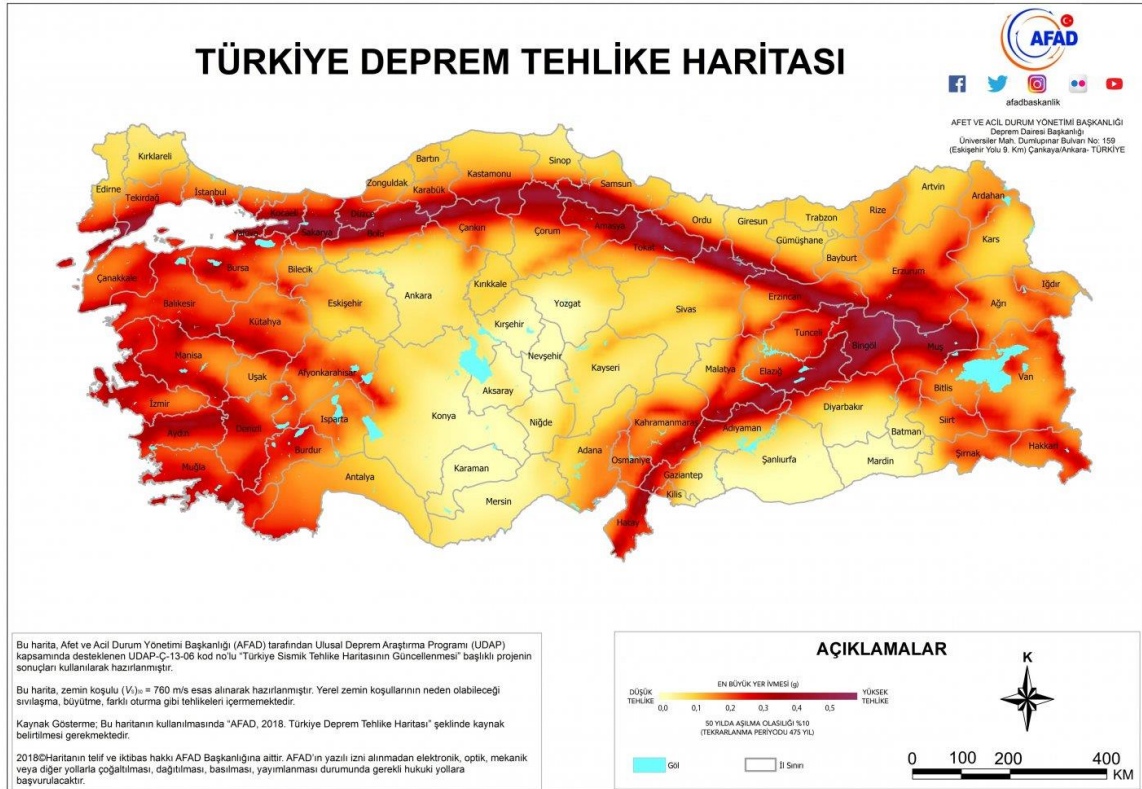 TÜRKİYE DEPREM TEHLİKE HARİTASI
AFAD
afadbaskanlik
AFET VE ACİL DURUM YÖNETİMİ BAŞKANLIĞI
Deprem Dairesi Başkanlığı
Üniversiler Mah. Dumlupınar Bulvarı No: 159
(Eskişehir Yolu 9. Km) Çankaya/Ankara- TÜRKİYE
Kırklareli
Edirne
Tekirdağ
İstanbul
Kocaeli
Yalova
Sakarya
Düzce
Bolu
Zonguldak
Bartın
Karabük
Kastamonu
Sinop
Samsun
Çankırı
Çorum
Amasya
Tokat
Ordu
Giresun
Trabzon
Rize
Artvin
Ardahan
Gümüşhane
Bayburt
Kars
Erzurum
Iğdır
Ağrı
Çanakkale
Bursa
Bilecik
Balıkesir
Kütahya
Eskişehir
Ankara
Kırıkkale
Yozgat
Sivas
Erzincan
Tunceli
Bingöl
Muş
Kırşehir
Nevşehir
Kayseri
Malatya
Elazığ
Bitlis
Van
Manisa
Uşak
Afyonkarahisar
Aksaray
İzmir
Konya
Niğde
Diyarbakır
Siirt
Aydın
Denizli
Isparta
Burdur
Kahramanmaraş
Adıyaman
Batman
Hakkari
Şırnak
Muğla
Antalya
Karaman
Adana
Osmaniye
Gaziantep
Şanlıurfa
Mardin
Mersin
Kilis
Hatay
Bu harita, Afet ve Acil Durum Yönetimi Başkanlığı (AFAD) tarafından Ulusal Deprem Araştırma Programı (UDAP)
kapsamında desteklenen UDAP-Ç-13-06 kod no'lu "Türkiye Sismik Tehlike Haritasının Güncellenmesi" başlıklı projenin
sonuçları kullanılarak hazırlanmıştır.
Bu harita, zemin koşulu (Vs)30 = 760 m/s esas alınarak hazırlanmıştır. Yerel zemin koşullarının neden olabileceği
sıvılaşma, büyütme, farklı oturma gibi tehlikeleri içermemektedir.
Kaynak Gösterme; Bu haritanın kullanılmasında "AFAD, 2018. Türkiye Deprem Tehlike Haritası" şeklinde kaynak
belirtilmesi gerekmektedir.
2018©Haritanın telif ve iktibas hakkı AFAD Başkanlığına aittir. AFAD'ın yazılı izni alınmadan elektronik, optik, mekanik
veya diğer yollarla çoğaltılması, dağıtılması, basılması, yayımlanması durumunda gerekli hukuki yollara
başvurulacaktır.
AÇIKLAMALAR
EN BÜYÜK YER İVMESİ (g)
DÜŞÜK TEHLİKE
YÜKSEK TEHLİKE
0,0 0,1 0,2 0,3 0,4 0,5
50 YILDA AŞILMA OLASILIĞI %10
(TEKRARLANMA PERİYODU 475 YIL)
Göl
İl Sınırı
K
0 100 200 400
KM